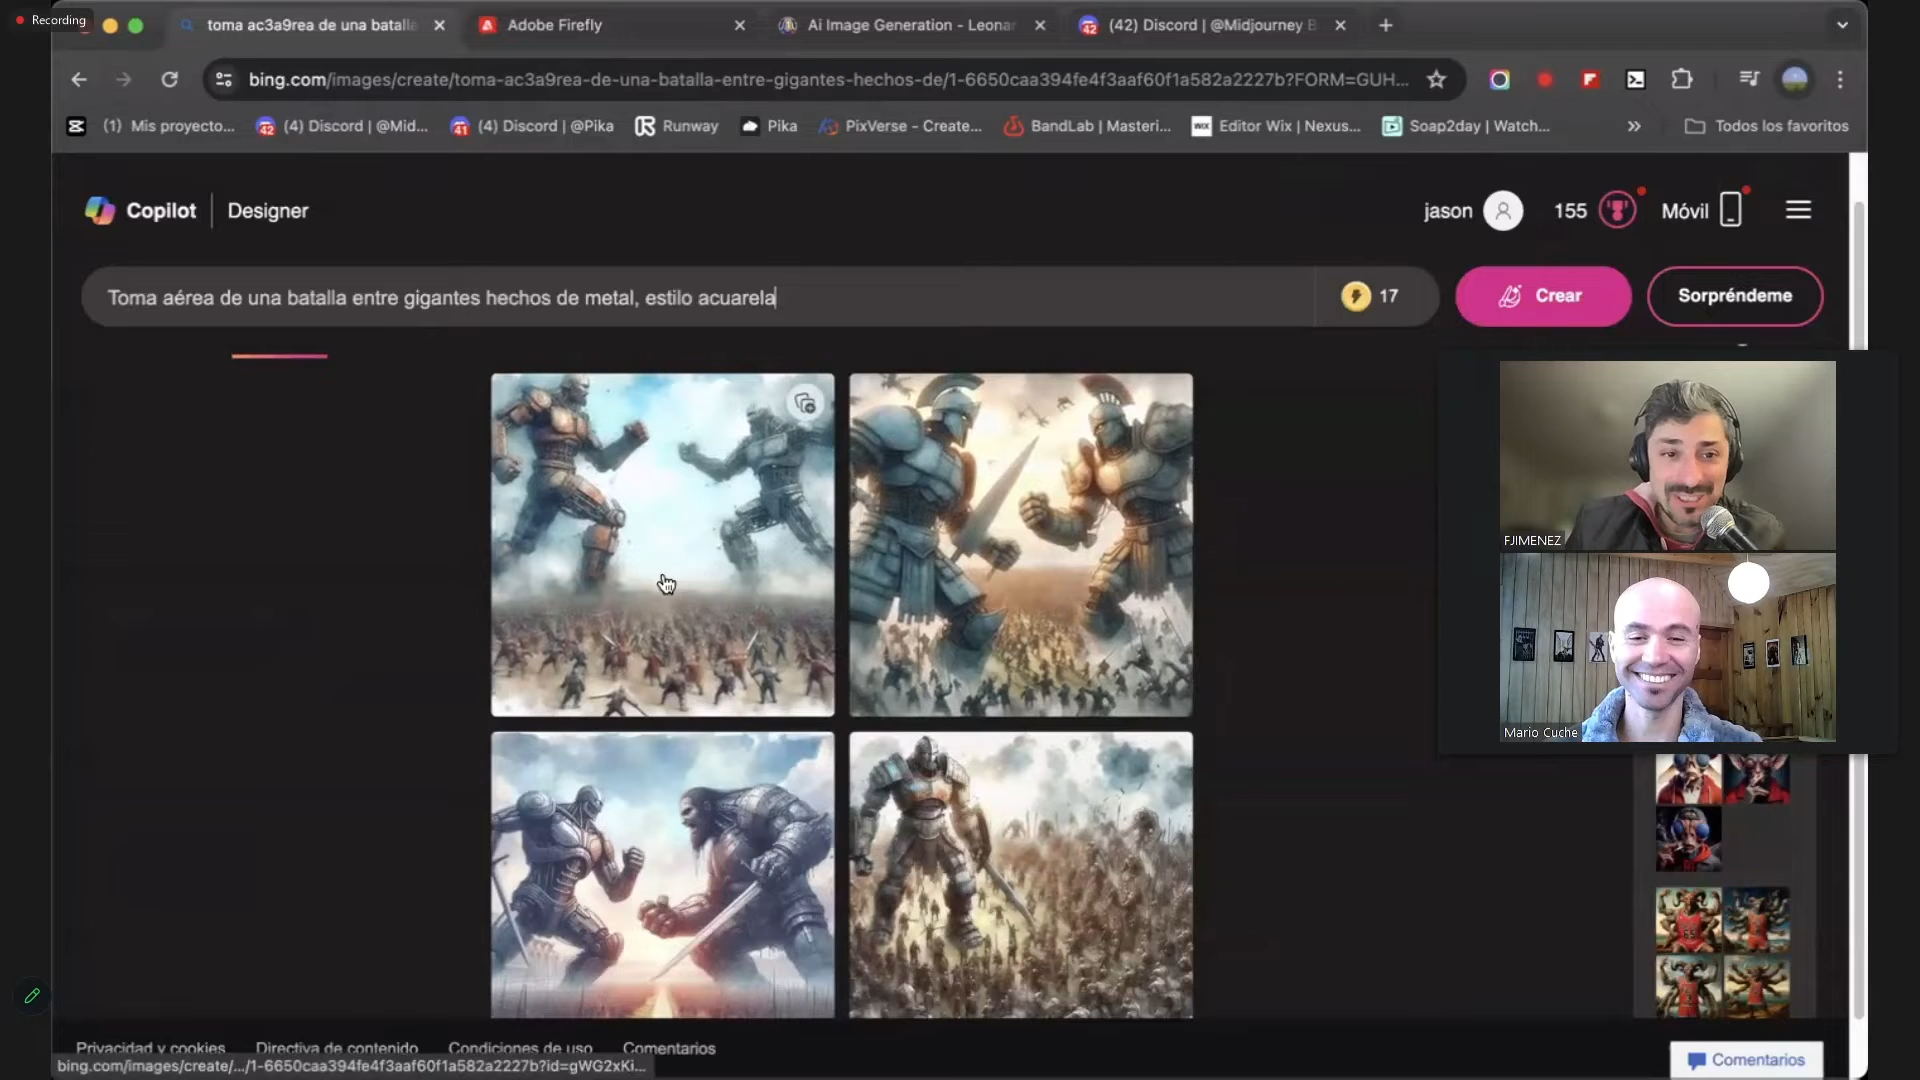 Recording
toma ac3a9rea de una batalla
Adobe Firefly
Ai Image Generation - Leonar
(42) Discord | @Midjourney B
bing.com/images/create/toma-ac3a9rea-de-una-batalla-entre-gigantes-hechos-de/1-6650caa394fe4f3aaf60f1a582a2227b?FORM=GUH...
(1) Mis proyecto...
42 (4) Discord | @Mid...
41 (4) Discord | @Pika
Runway
Pika
PixVerse - Create...
BandLab | Masteri...
WIX Editor Wix | Nexus...
Soap2day | Watch...
»
Todos los favoritos
Copilot | Designer
jason
155
Móvil
Toma aérea de una batalla entre gigantes hechos de metal, estilo acuarela
17
Crear
Sorpréndeme
FJIMENEZ
Mario Cuche
Privacidad y cookies
Directiva de contenido
Condiciones de uso
Comentarios
bing.com/images/create/.../1-6650caa394fe4f3aaf60f1a582a2227b?id=gWG2xKi...
Comentarios